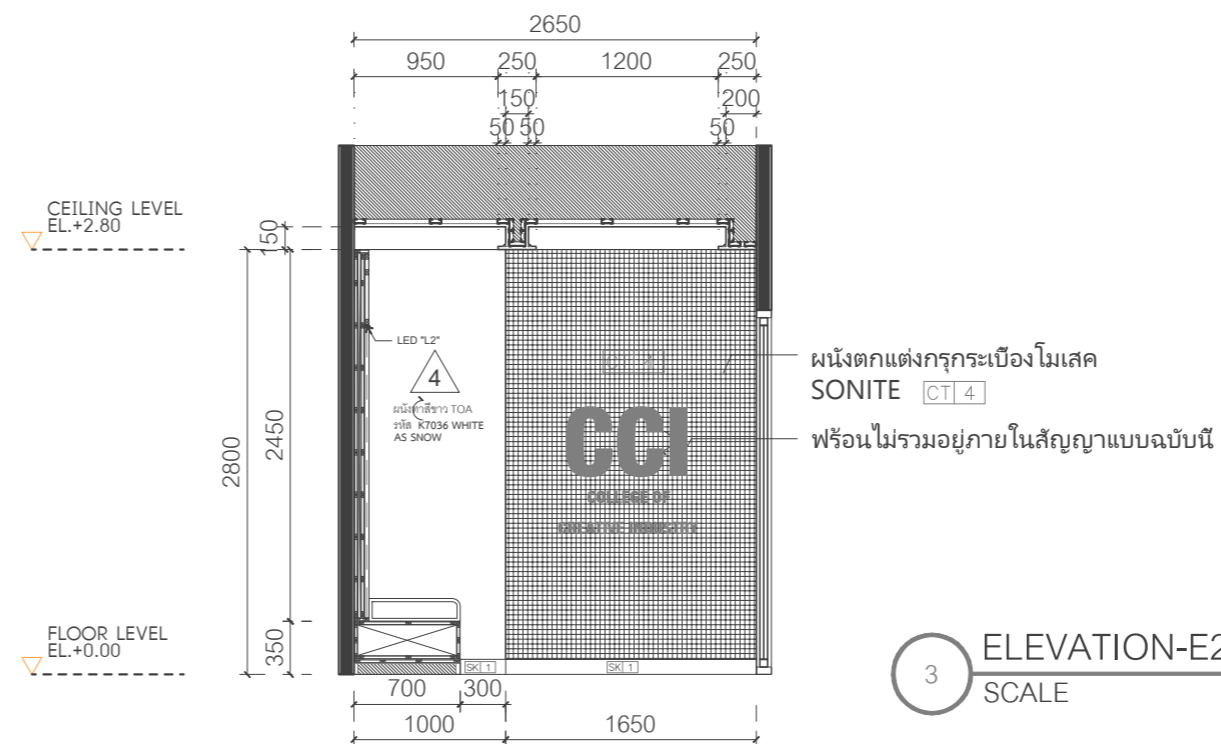 2650
950 250 1200 250
150 200
50 50 50
CEILING LEVEL
EL.+2.80
150
LED "L2"
4
ผนังทาสีขาว TOA
รหัส K7036 WHITE
AS SNOW
CT 4
ผนังตกแต่งกรุกระเบื้องโมเสค
SONITE CT 4
CCI
COLLEGE OF
CREATIVE INDUSTRY
ฟร้อนไม่รวมอยู่ภายในสัญญาแบบฉบับนี้
2800
2450
350
FLOOR LEVEL
EL.+0.00
SK 1
SK 1
700 300
1000 1650
3
ELEVATION-E2
SCALE